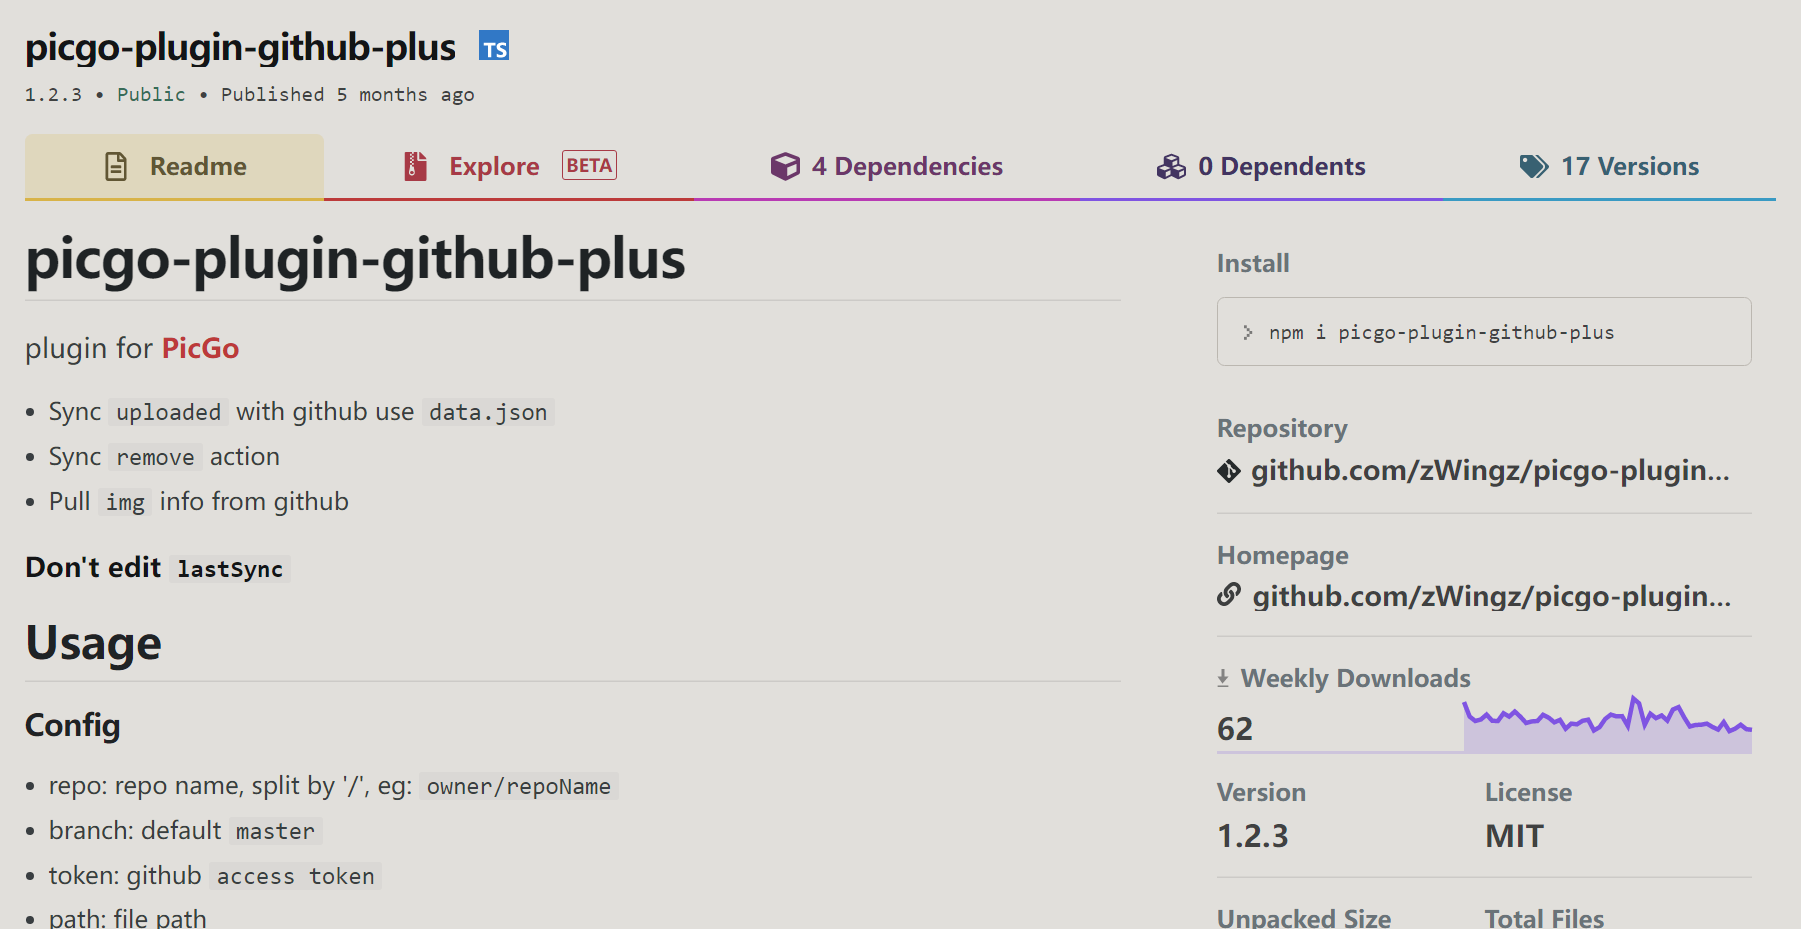 picgo-plugin-github-plus TS
1.2.3 • Public • Published 5 months ago
Readme
Explore BETA
4 Dependencies
0 Dependents
17 Versions
picgo-plugin-github-plus
plugin for PicGo
• Sync uploaded with github use data.json
• Sync remove action
• Pull img info from github
Don't edit lastSync
Usage
Config
• repo: repo name, split by '/', eg: owner/repoName
• branch: default master
• token: github access token
• path: file path
Install
npm i picgo-plugin-github-plus
Repository
github.com/zWingz/picgo-plugin...
Homepage
github.com/zWingz/picgo-plugin...
Weekly Downloads
62
Version
1.2.3
License
MIT
Unpacked Size
Total Files